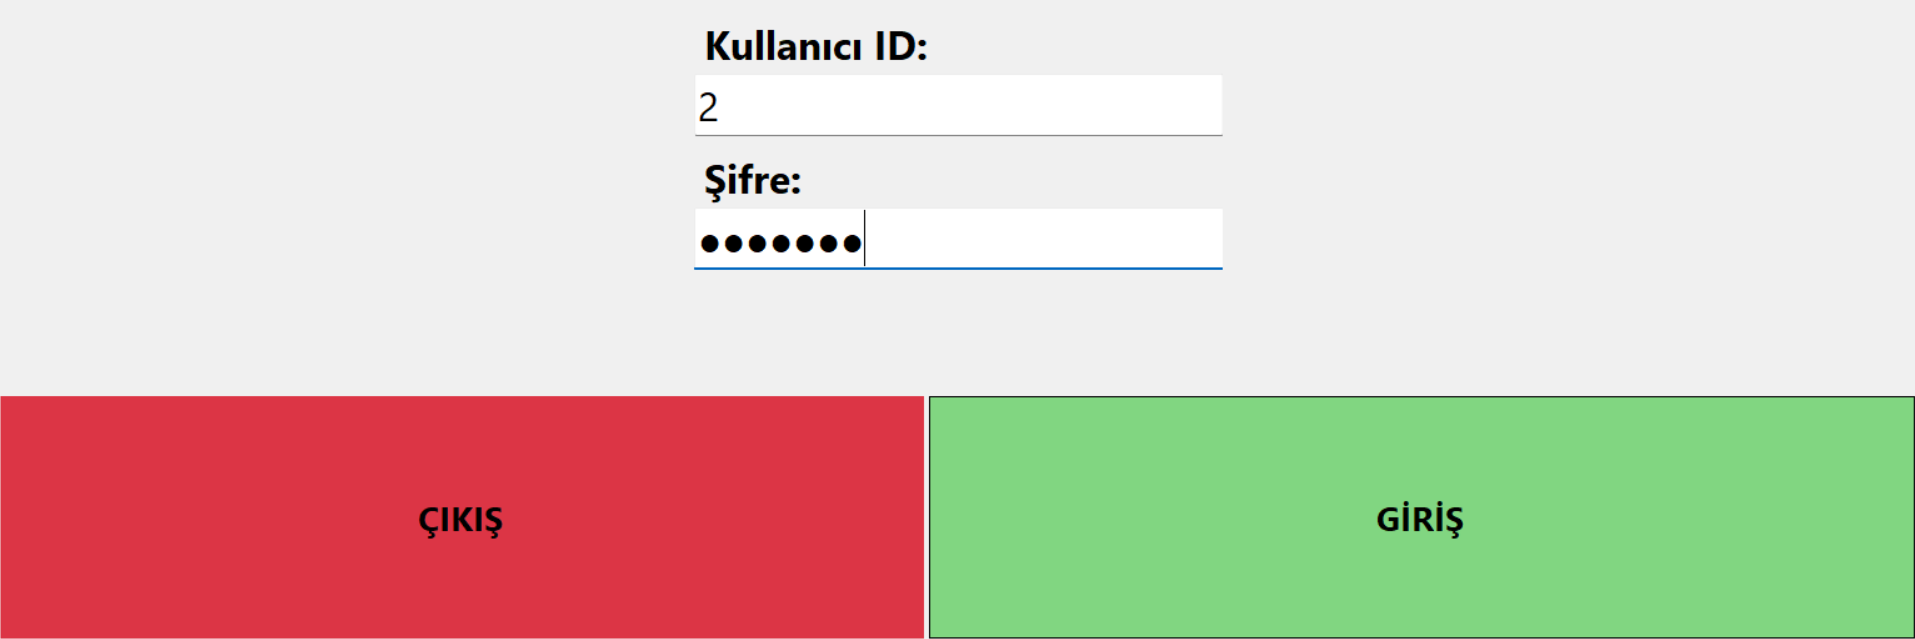 Kullanıcı ID:
2
Şifre:
●●●●●●●
ÇIKIŞ
GİRİŞ